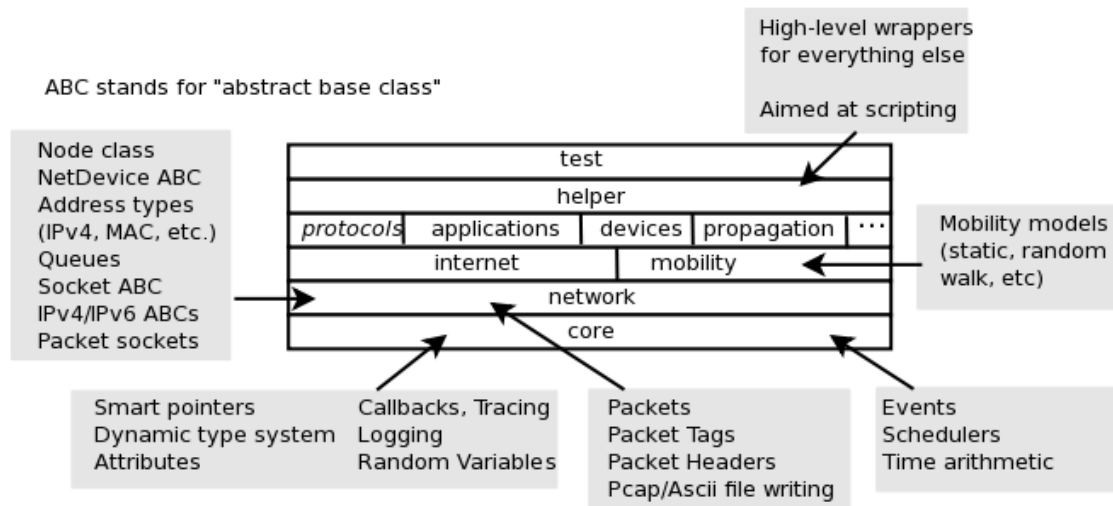 High-level wrappers
for everything else
Aimed at scripting
ABC stands for "abstract base class"
Node class
NetDevice ABC
Address types
(IPv4, MAC, etc.)
Queues
Socket ABC
IPv4/IPv6 ABCs
Packet sockets
test
helper
protocols applications devices propagation ...
internet mobility
network
core
Mobility models
(static, random
walk, etc)
Smart pointers Callbacks, Tracing
Dynamic type system Logging
Attributes Random Variables
Packets
Packet Tags
Packet Headers
Pcap/Ascii file writing
Events
Schedulers
Time arithmetic